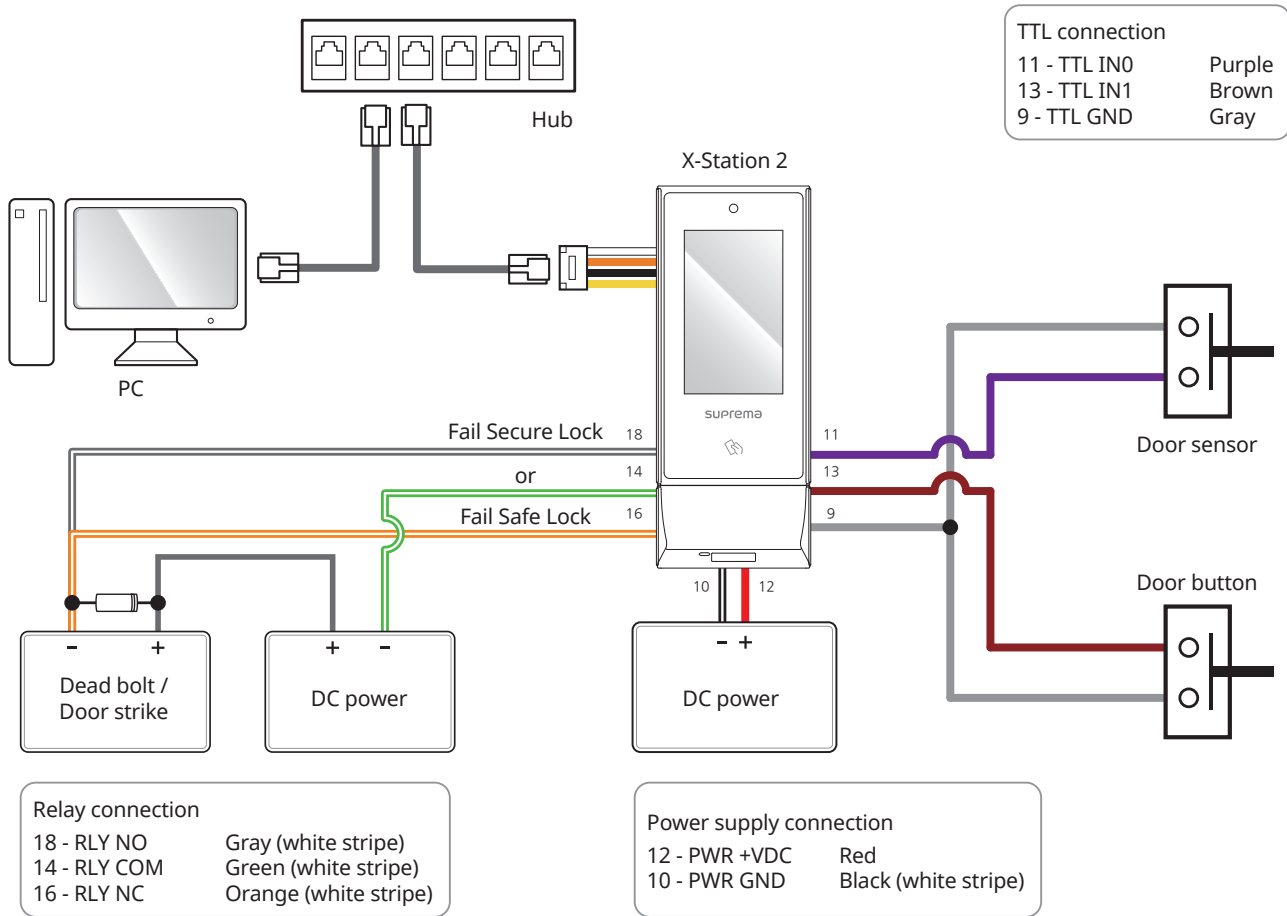 TTL connection
11 - TTL IN0 Purple
13 - TTL IN1 Brown
9 - TTL GND Gray
Hub
X-Station 2
PC
suprema
Fail Secure Lock 18
11
or 14
13
Fail Safe Lock 16
9
Door sensor
10 12
Door button
- +
+ -
- +
Dead bolt /
Door strike
DC power
DC power
Relay connection
18 - RLY NO Gray (white stripe)
14 - RLY COM Green (white stripe)
16 - RLY NC Orange (white stripe)
Power supply connection
12 - PWR +VDC Red
10 - PWR GND Black (white stripe)